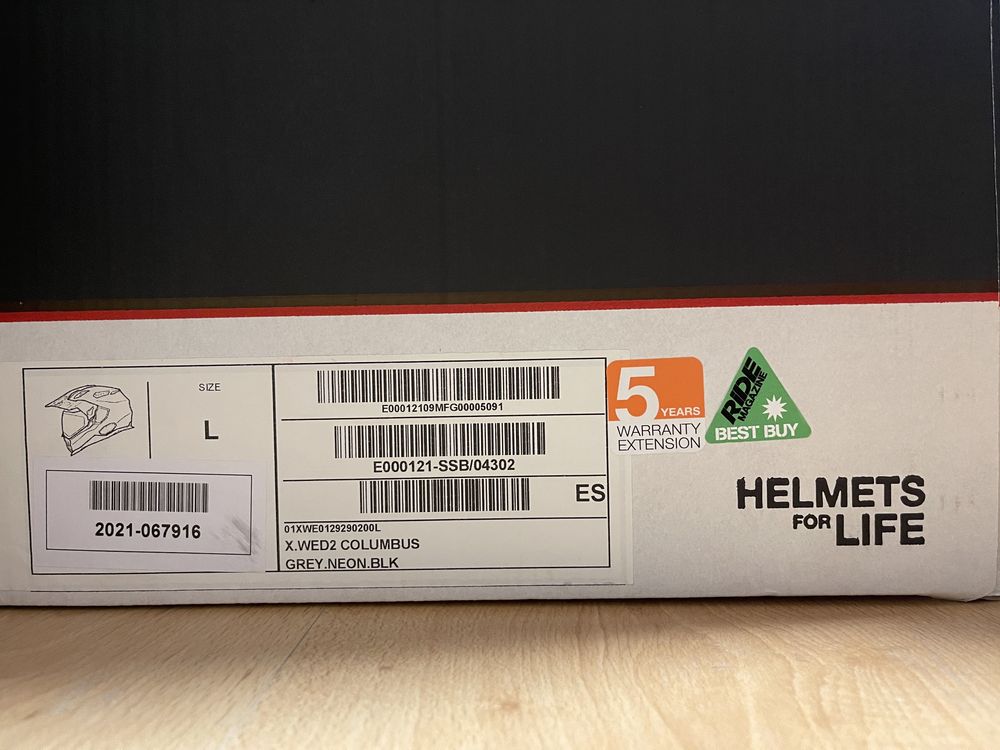 SIZE
L
2021-067916
E00012109MFG00005091
E000121-SSB/04302
ES
01XWE0129290200L
X.WED2 COLUMBUS
GREY.NEON.BLK
5 YEARS
WARRANTY
EXTENSION
RIDE
MAGAZINE
BEST BUY
HELMETS
FOR LIFE